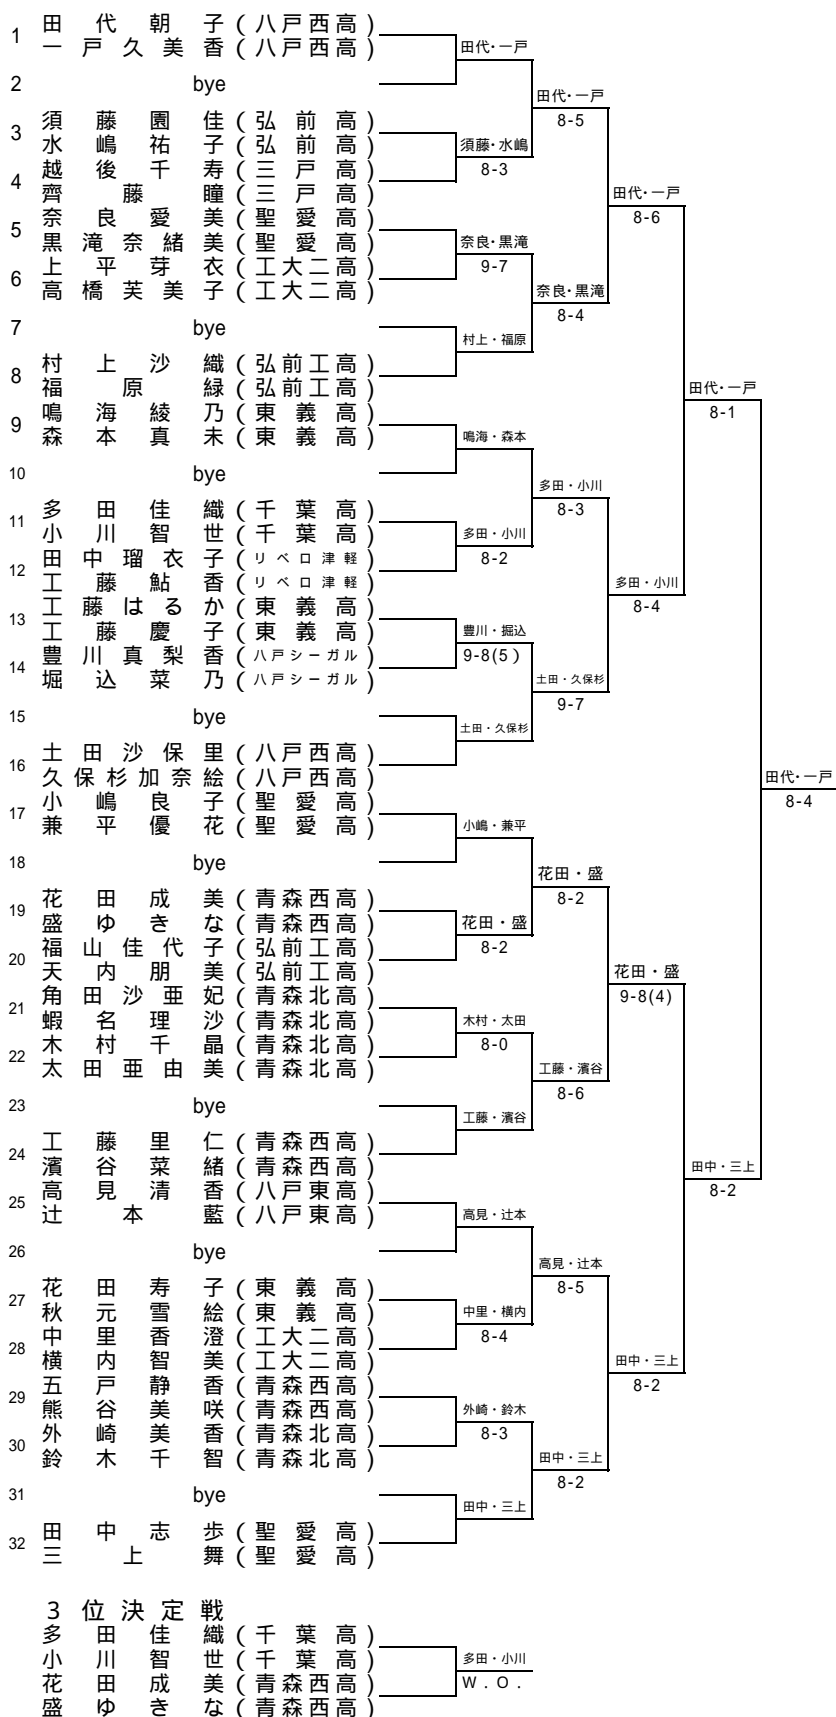 1 田代朝子(八戸西高)
一戸久美香(八戸西高)
2 bye
3 須藤園佳(弘前高)
水嶋祐子(弘前高)
4 越後千寿(三戸高)
齊藤瞳(三戸高)
5 奈良愛美(聖愛高)
黒滝奈緒美(聖愛高)
6 上平芽衣(工大二高)
高橋芙美子(工大二高)
7 bye
8 村上沙織(弘前工高)
福原緑(弘前工高)
9 鳴海綾乃(東義高)
森本真未(東義高)
10 bye
11 多田佳織(千葉高)
小川智世(千葉高)
12 田中瑠衣子(リベロ津軽)
工藤鮎香(リベロ津軽)
13 工藤はるか(東義高)
工藤慶子(東義高)
14 豊川真梨香(八戸シーガル)
堀込菜乃(八戸シーガル)
15 bye
16 土田沙保里(八戸西高)
久保杉加奈絵(八戸西高)
17 小嶋良子(聖愛高)
兼平優花(聖愛高)
18 bye
19 花田成美(青森西高)
盛ゆきな(青森西高)
20 福山佳代子(弘前工高)
天内朋美(弘前工高)
21 角田沙亜妃(青森北高)
蝦名理沙(青森北高)
22 木村千晶(青森北高)
太田亜由美(青森北高)
23 bye
24 工藤里仁(青森西高)
濱谷菜緒(青森西高)
25 高見清香(八戸東高)
辻本藍(八戸東高)
26 bye
27 花田寿子(東義高)
秋元雪絵(東義高)
28 中里香澄(工大二高)
横内智美(工大二高)
29 五戸静香(青森西高)
熊谷美咲(青森西高)
30 外崎美香(青森北高)
鈴木千智(青森北高)
31 bye
32 田中志歩(聖愛高)
三上舞(聖愛高)
田代・一戸
須藤・水嶋
8-3
奈良・黒滝
9-7
村上・福原
鳴海・森本
多田・小川
8-2
豊川・掘込
9-8(5)
土田・久保杉
小嶋・兼平
花田・盛
8-2
木村・太田
8-0
工藤・濱谷
高見・辻本
中里・横内
8-4
外崎・鈴木
8-3
田中・三上
田代・一戸
8-5
奈良・黒滝
8-4
多田・小川
8-3
土田・久保杉
9-7
花田・盛
8-2
工藤・濱谷
8-6
高見・辻本
8-5
田中・三上
8-2
田代・一戸
8-6
多田・小川
8-4
花田・盛
9-8(4)
田中・三上
8-2
田代・一戸
8-1
田中・三上
8-2
田代・一戸
8-4
3位決定戦
多田佳織(千葉高)
小川智世(千葉高)
花田成美(青森西高)
盛ゆきな(青森西高)
多田・小川
W.O.